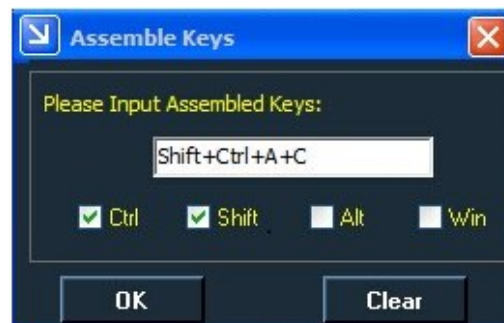 Assemble Keys
Please Input Assembled Keys:
Shift+Ctrl+A+C
Ctrl Shift Alt Win
OK Clear